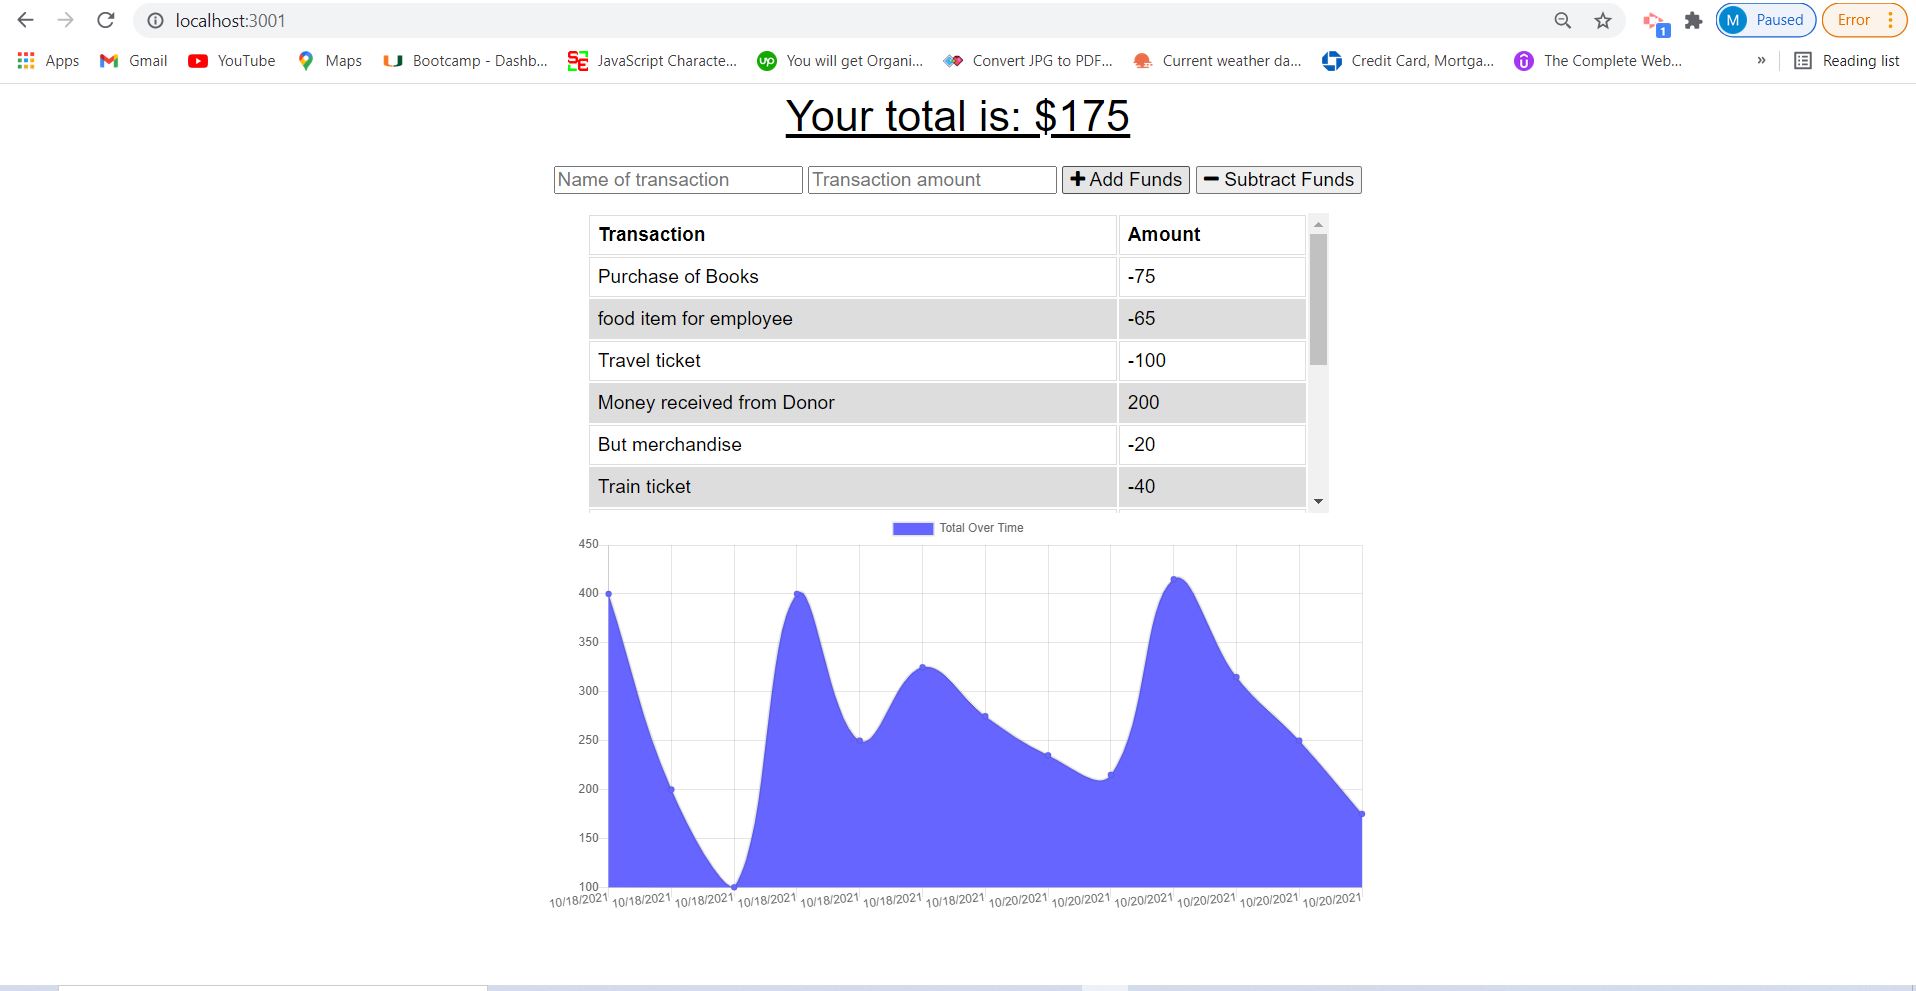 localhost:3001
1
M Paused
Error
Apps Gmail YouTube Maps Bootcamp - Dashb... JavaScript Characte... up You will get Organi... Convert JPG to PDF... Current weather da... Credit Card, Mortga... The Complete Web... » Reading list
Your total is: $175
Name of transaction Transaction amount + Add Funds - Subtract Funds
Transaction Amount
Purchase of Books -75
food item for employee -65
Travel ticket -100
Money received from Donor 200
But merchandise -20
Train ticket -40
Total Over Time
450
400
350
300
250
200
150
100
10/18/2021 10/18/2021 10/18/2021 10/18/2021 10/18/2021 10/18/2021 10/18/2021 10/20/2021 10/20/2021 10/20/2021 10/20/2021 10/20/2021 10/20/2021